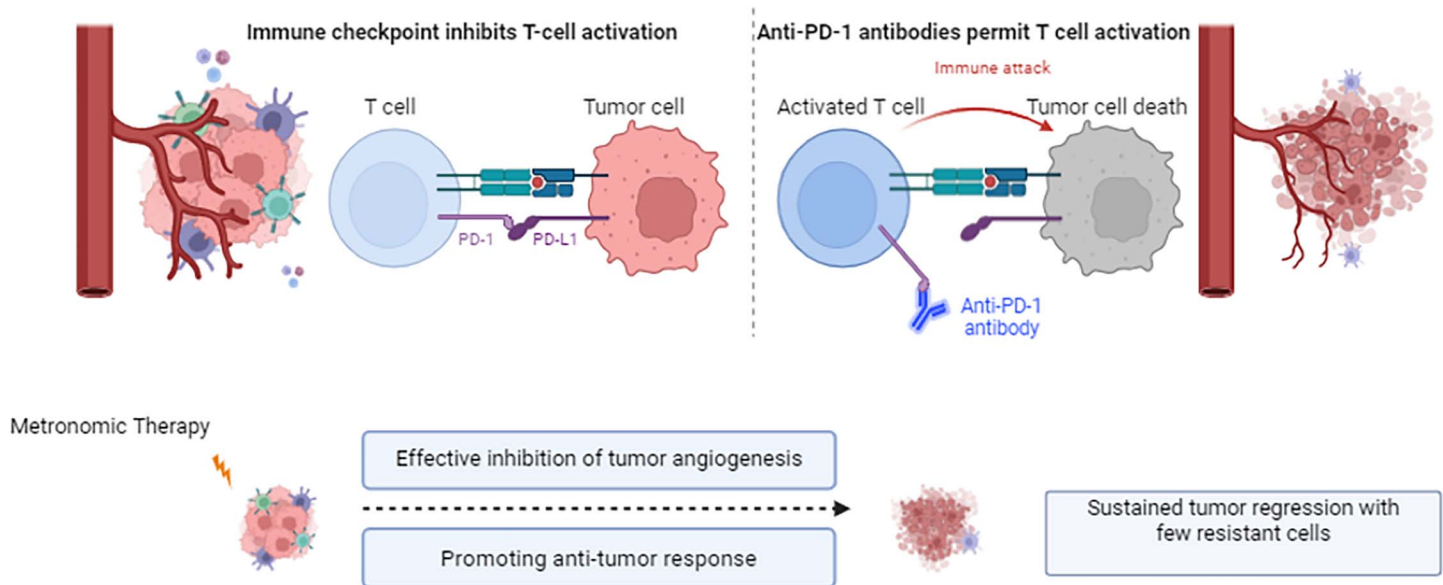 Immune checkpoint inhibits T-cell activation
T cell
Tumor cell
PD-1
PD-L1
Anti-PD-1 antibodies permit T cell activation
Immune attack
Activated T cell
Tumor cell death
Anti-PD-1
antibody
Metronomic Therapy
Effective inhibition of tumor angiogenesis
Promoting anti-tumor response
Sustained tumor regression with
few resistant cells